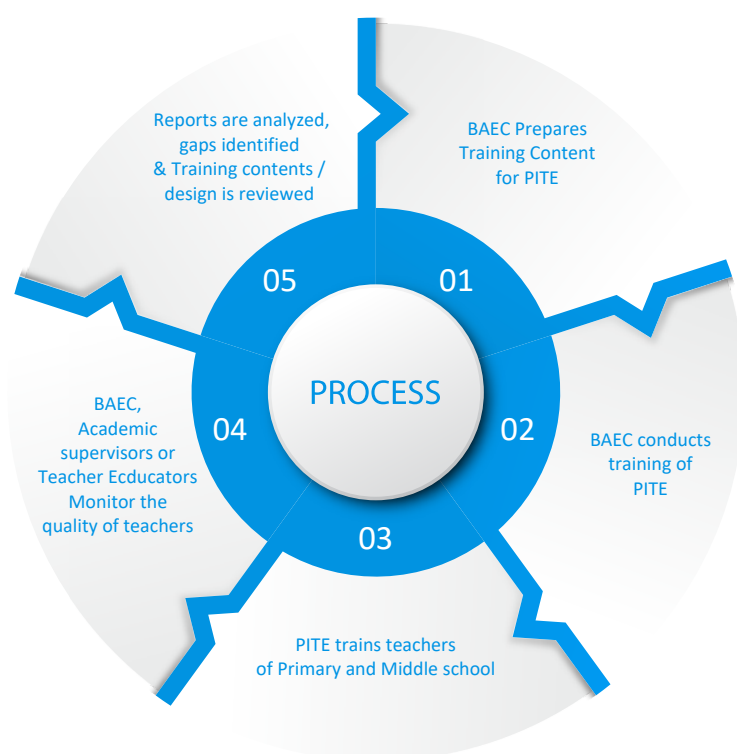 PROCESS
01
BAEC Prepares
Training Content
for PITE
02
BAEC conducts
training of
PITE
03
PITE trains teachers
of Primary and Middle school
04
BAEC,
Academic
supervisors or
Teacher Ecducators
Monitor the
quality of teachers
05
Reports are analyzed,
gaps identified
& Training contents /
design is reviewed